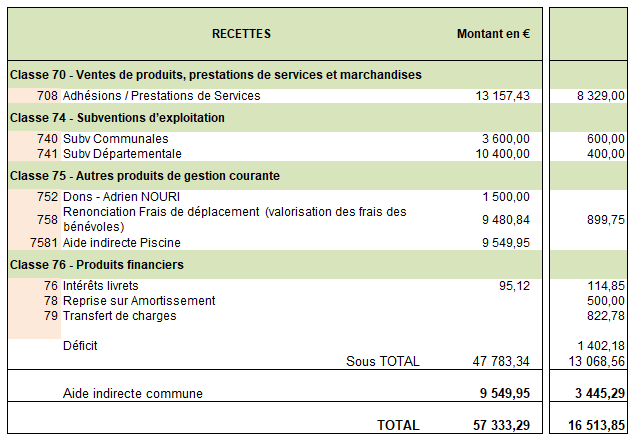 RECETTES Montant en €
Classe 70 - Ventes de produits, prestations de services et marchandises
708 Adhésions / Prestations de Services 13 157,43 8 329,00
Classe 74 - Subventions d'exploitation
740 Subv Communales 3 600,00 600,00
741 Subv Départementale 10 400,00 400,00
Classe 75 - Autres produits de gestion courante
752 Dons - Adrien NOURI 1 500,00
Renonciation Frais de déplacement (valorisation des frais des
758 bénévoles) 9 480,84 899,75
7581 Aide indirecte Piscine 9 549,95
Classe 76 - Produits financiers
76 Intérêts livrets 95,12 114,85
78 Reprise sur Amortissement 500,00
79 Transfert de charges 822,78
Déficit 1 402,18
Sous TOTAL 47 783,34 13 068,56
Aide indirecte commune 9 549,95 3 445,29
TOTAL 57 333,29 16 513,85